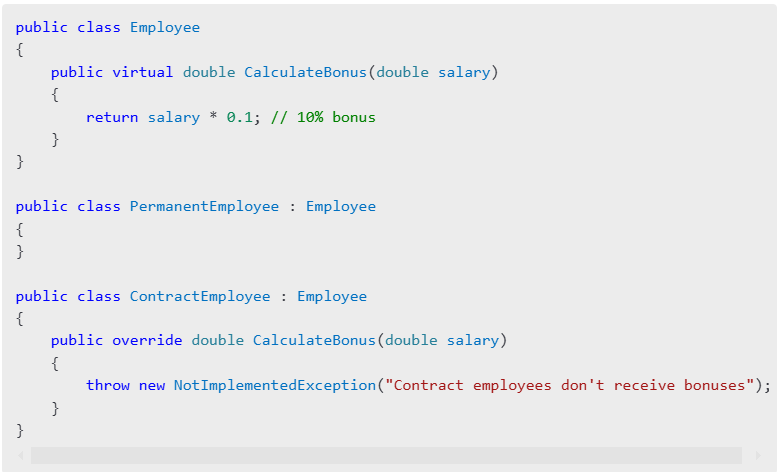 public class Employee
{
    public virtual double CalculateBonus(double salary)
    {
        return salary * 0.1; // 10% bonus
    }
}

public class PermanentEmployee : Employee
{
}

public class ContractEmployee : Employee
{
    public override double CalculateBonus(double salary)
    {
        throw new NotImplementedException("Contract employees don't receive bonuses");
    }
}